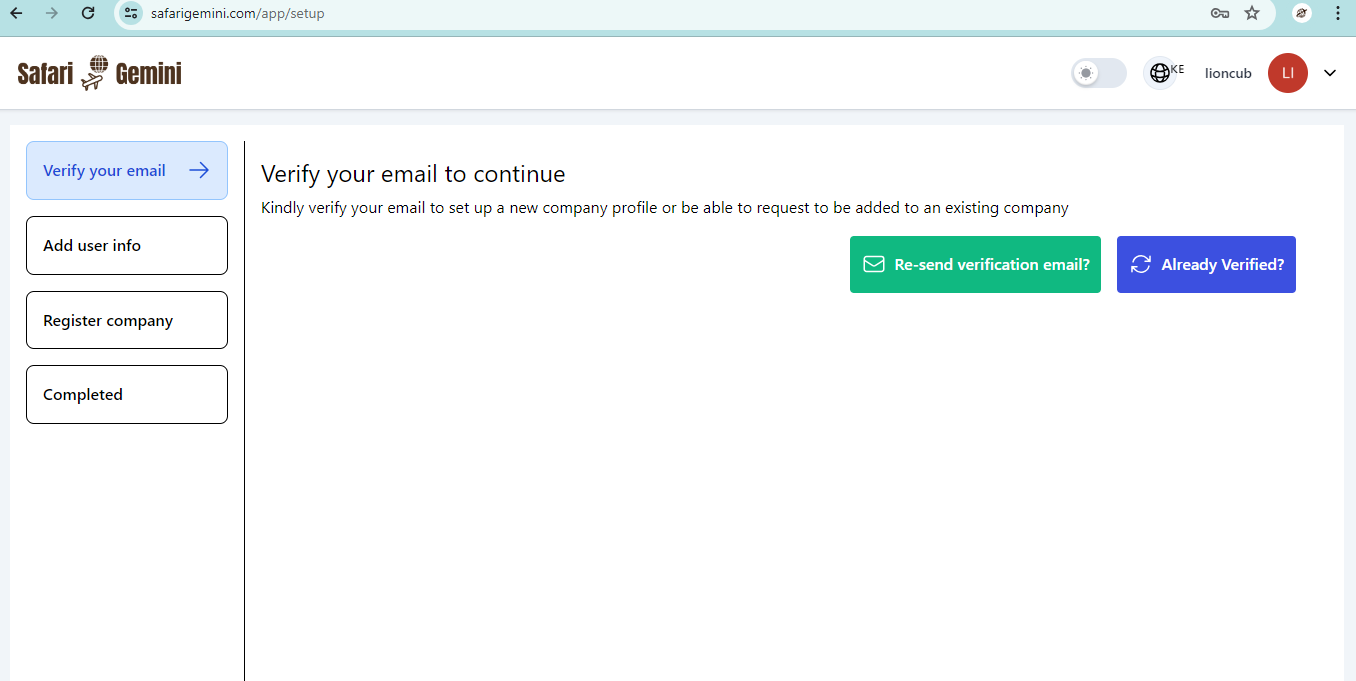 safarigemini.com/app/setup
Safari Gemini
KE
lioncub
LI
Verify your email
Add user info
Register company
Completed
Verify your email to continue
Kindly verify your email to set up a new company profile or be able to request to be added to an existing company
Re-send verification email?
Already Verified?